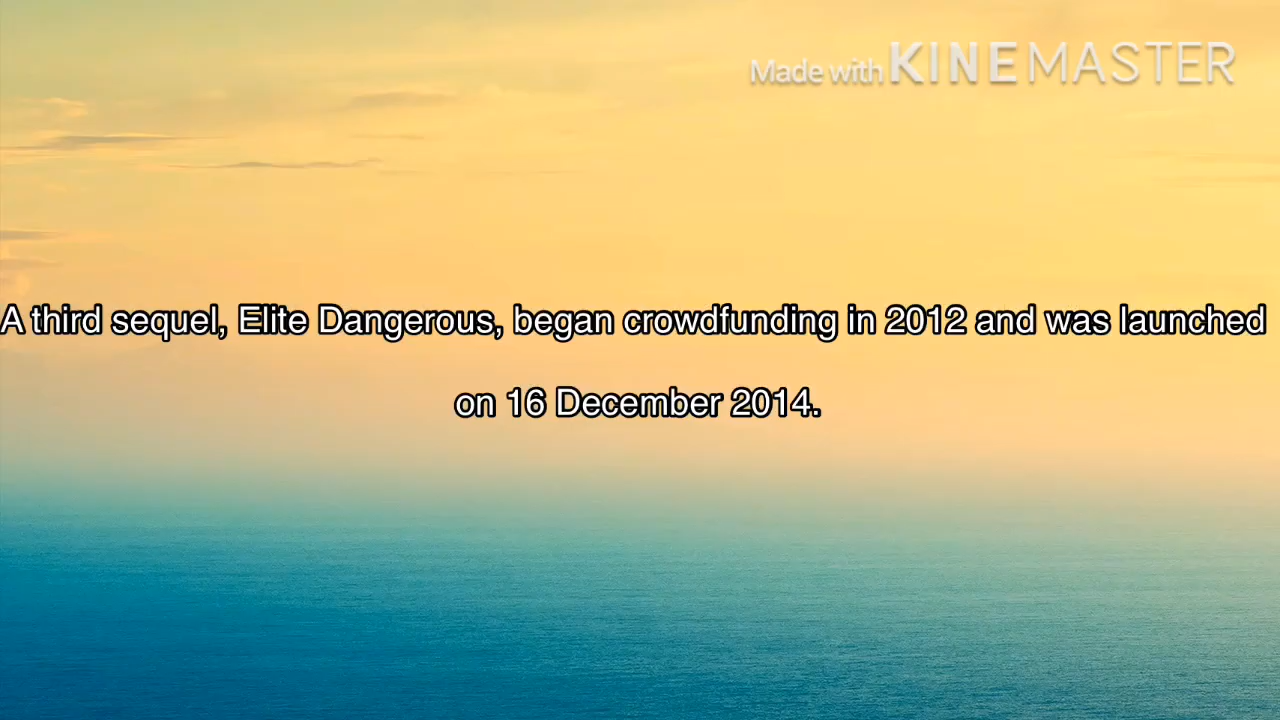 Made with KINEMASTER
A third sequel, Elite Dangerous, began crowdfunding in 2012 and was launched
on 16 December 2014.